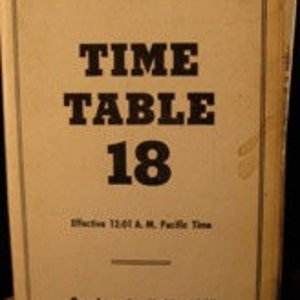 TIME
TABLE
18
Effective 12:01 A. M. Pacific Time